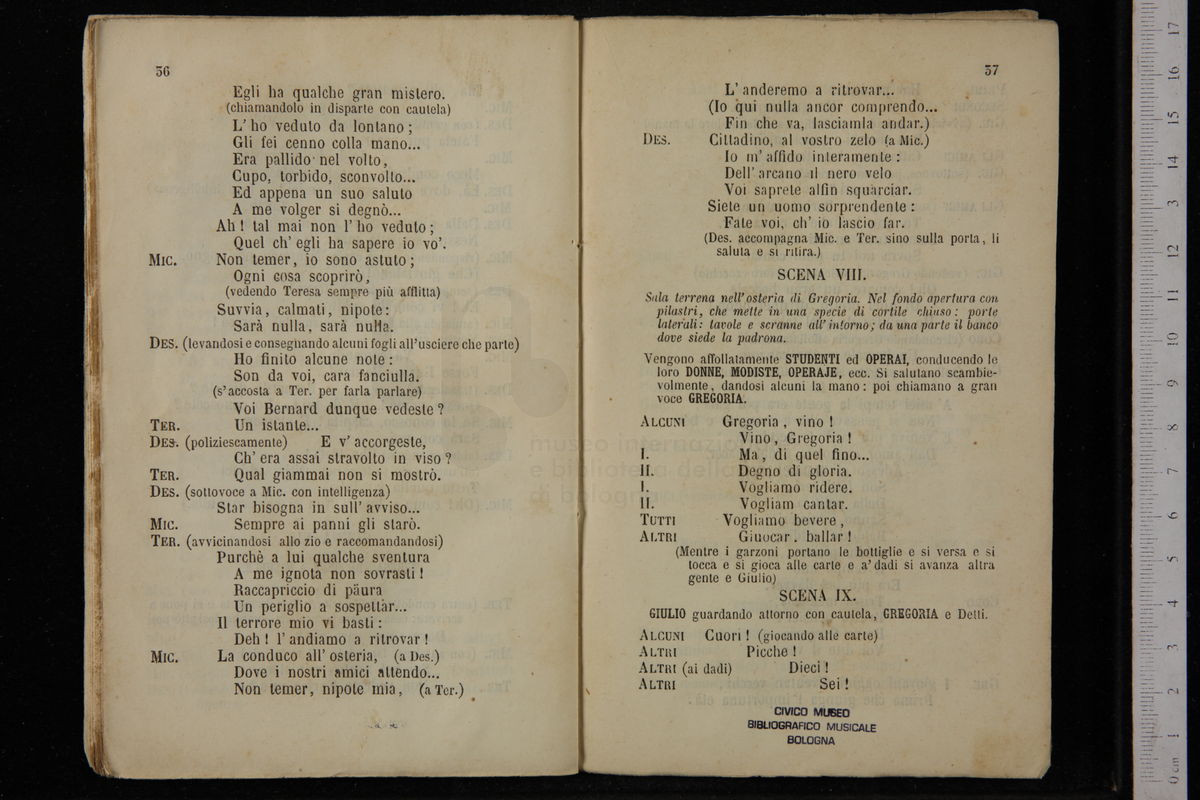 36
Egli ha qualche gran mistero.
(chiamandolo in disparte con cautela)
L' ho veduto da lontano;
Gli fei cenno colla mano...
Era pallido nel volto,
Cupo, torbido, sconvolto...
Ed appena un suo saluto
A me volger si degnò...
Ah! tal mai non l' ho veduto;
Quel ch' egli ha sapere io vo'.
MIC. Non temer, io sono astuto;
Ogni cosa scoprirò,
(vedendo Teresa sempre più afflitta)
Suvvia, calmati, nipote:
Sarà nulla, sarà nulla.
DES. (levandosi e consegnando alcuni fogli all'usciere che parte)
Ho finito alcune note:
Son da voi, cara fanciulla.
(s'accosta a Ter. per farla parlare)
Voi Bernard dunque vedeste?
TER. Un istante...
DES. (poliziescamente) E v' accorgeste,
Ch' era assai stravolto in viso?
TER. Qual giammai non si mostrò.
DES. (sottovoce a Mic. con intelligenza)
Star bisogna in sull' avviso...
MIC. Sempre ai panni gli starò.
TER. (avvicinandosi allo zio e raccomandandosi)
Purchè a lui qualche sventura
A me ignota non sovrasti!
Raccapriccio di paura
Un periglio a sospettar...
Il terrore mio vi basti:
Deh! l' andiamo a ritrovar!
MIC. La conduco all' osteria, (a Des.)
Dove i nostri amici attendo...
Non temer, nipote mia, (a Ter.)
37
L' anderemo a ritrovar...
(Io qui nulla ancor comprendo...
Fin che va, lasciamla andar.)
DES. Cittadino, al vostro zelo (a Mic.)
Io m' affido interamente:
Dell' arcano il nero velo
Voi saprete alfin squarciar.
Siete un uomo sorprendente:
Fate voi, ch' io lascio far.
(Des. accompagna Mic. e Ter. sino sulla porta, li
saluta e si ritira.)
SCENA VIII.
Sala terrena nell' osteria di Gregoria. Nel fondo apertura con
pilastri, che mette in una specie di cortile chiuso: porte
laterali: tavole e scranne all' intorno; da una parte il banco
dove siede la padrona.
Vengono affollatamente STUDENTI ed OPERAI, conducendo le
loro DONNE, MODISTE, OPERAJE, ecc. Si salutano scambie-
volmente, dandosi alcuni la mano: poi chiamano a gran
voce GREGORIA.
ALCUNI Gregoria, vino!
Vino, Gregoria!
I. Ma, di quel fino...
II. Degno di gloria.
I. Vogliamo ridere.
II. Vogliam cantar.
TUTTI Vogliamo bevere,
ALTRI Giuocar, ballar!
(Mentre i garzoni portano le bottiglie e si versa e si
tocca e si gioca alle carte e a' dadi si avanza altra
gente e Giulio)
SCENA IX.
GIULIO guardando attorno con cautela, GREGORIA e Detti.
ALCUNI Cuori! (giocando alle carte)
ALTRI Picche!
ALTRI (ai dadi) Dieci!
ALTRI Sei!
CIVICO MUSEO
BIBLIOGRAFICO MUSICALE
BOLOGNA